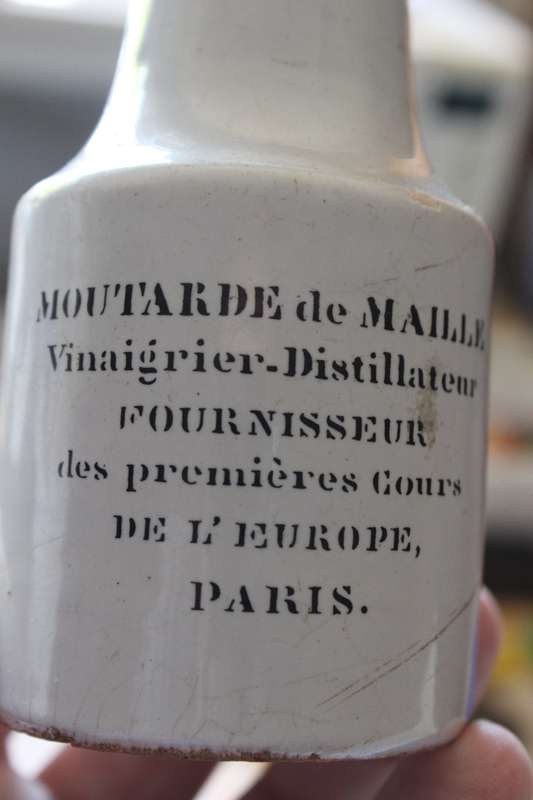 MOUTARDE de MAILLE
Vinaigrier-Distillateur
FOURNISSEUR
des premières Cours
DE L'EUROPE,
PARIS.